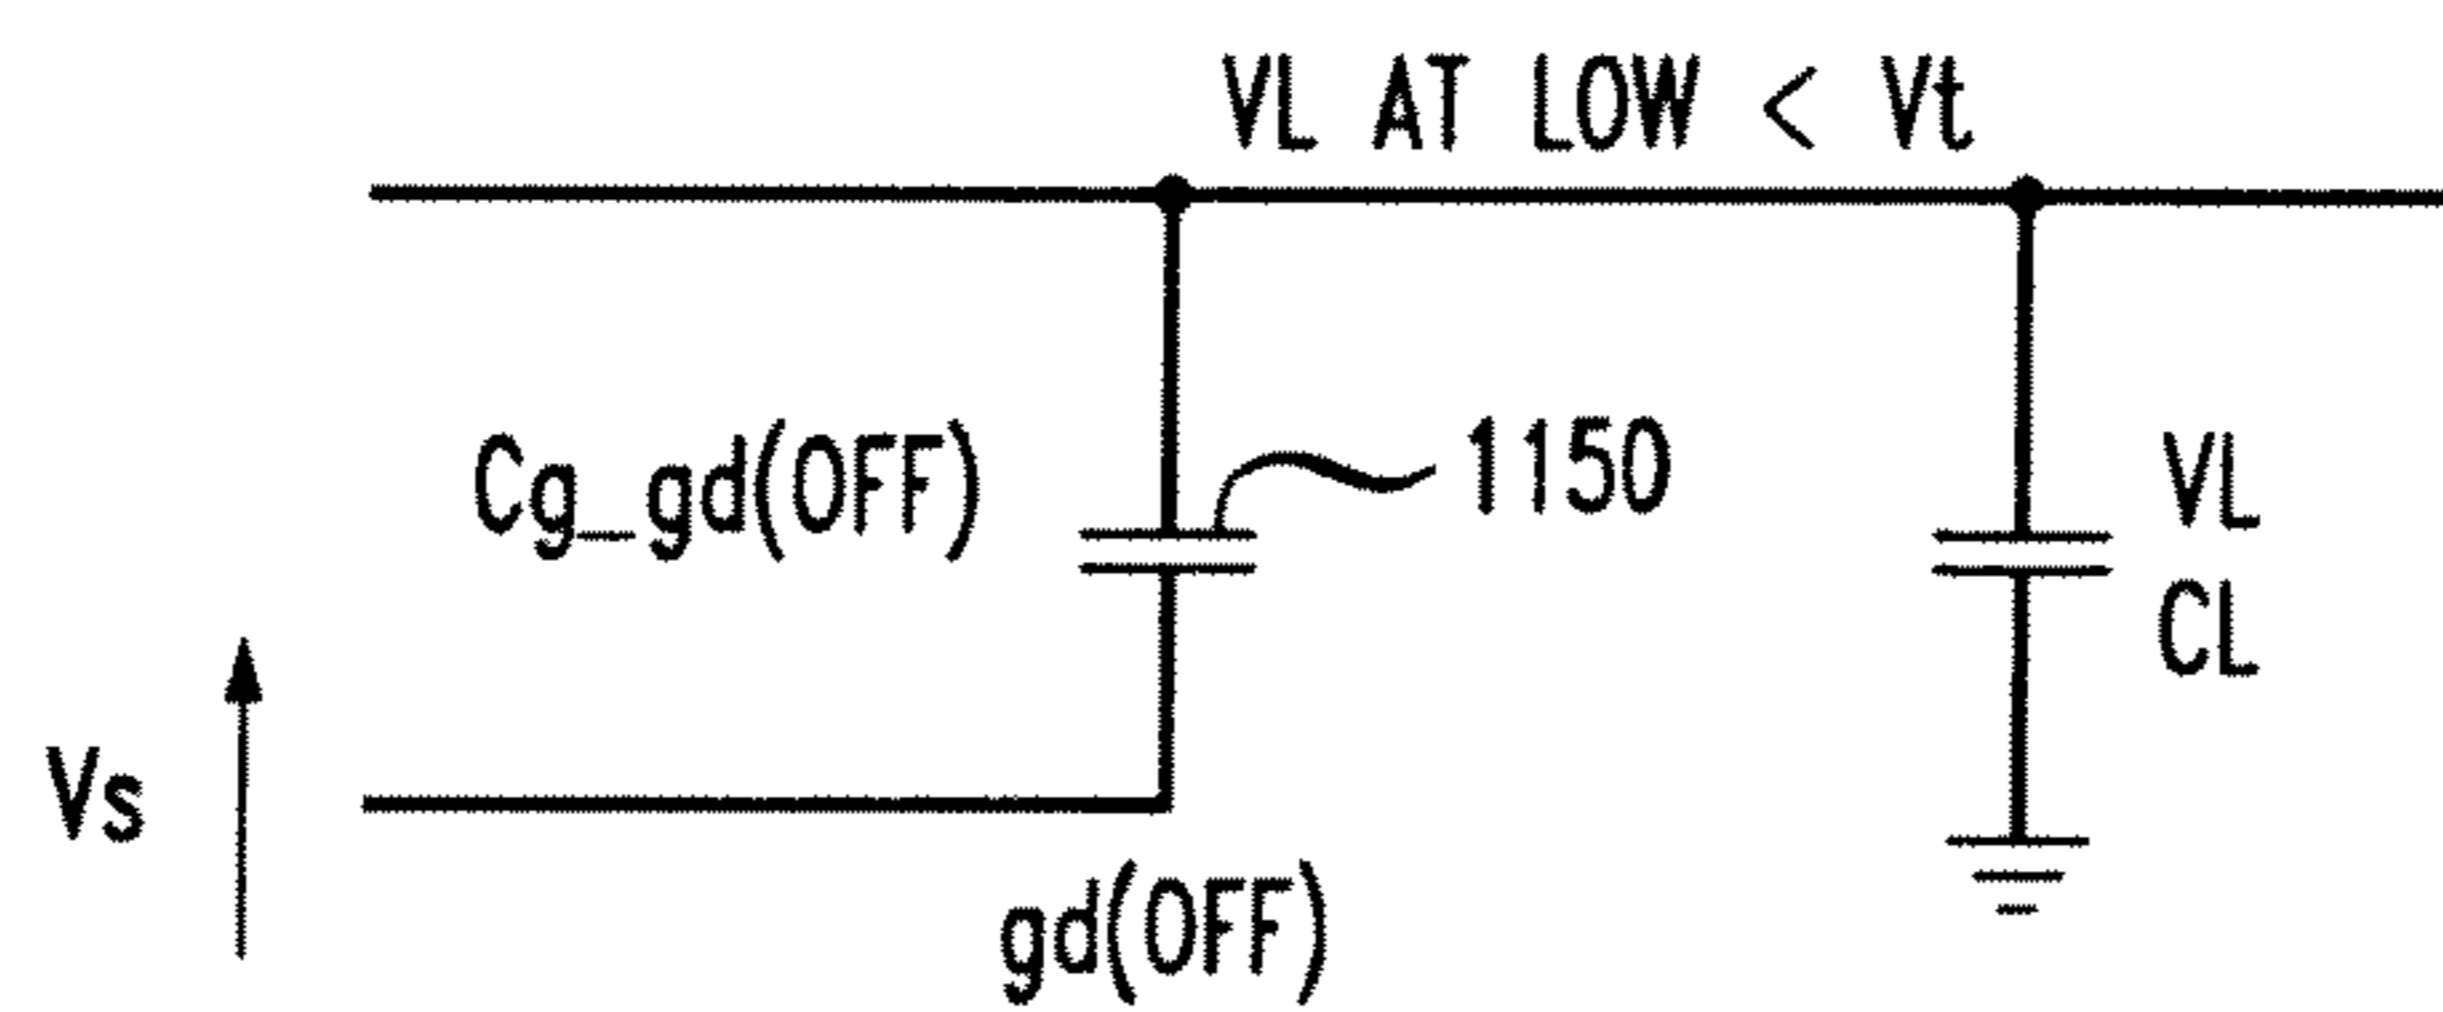 VL AT LOW < Vt
Cg_gd(OFF)
1150
VL
CL
Vs
gd(OFF)